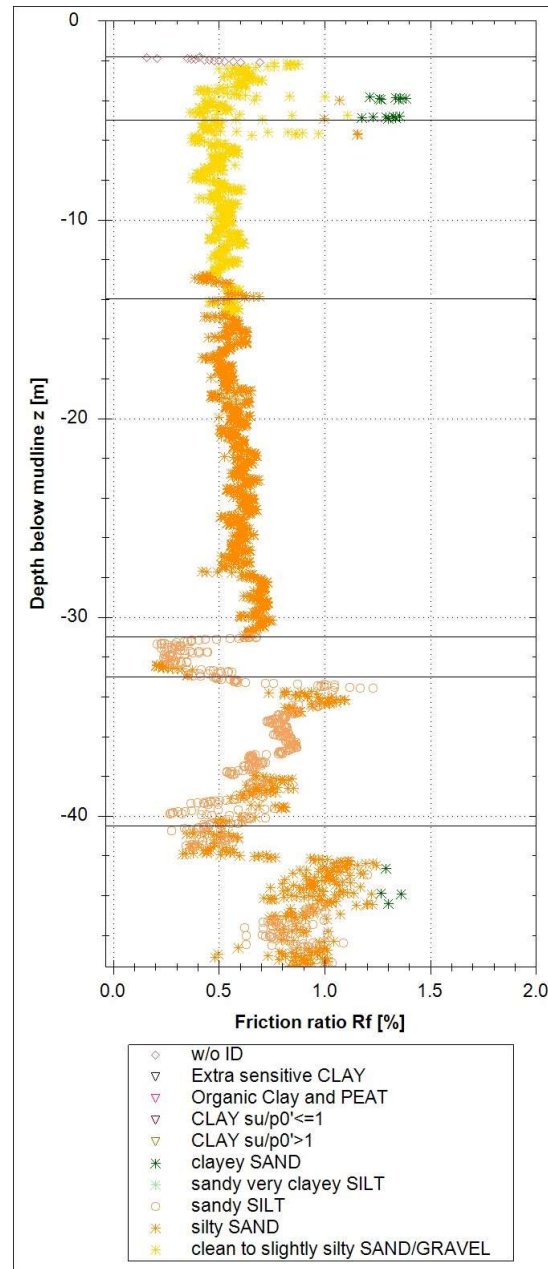 0
-10
-20
-30
-40
Depth below mudline z [m]
0.0 0.5 1.0 1.5 2.0
Friction ratio Rf [%]
w/o ID
Extra sensitive CLAY
Organic Clay and PEAT
CLAY su/p0'<=1
CLAY su/p0'>1
clayey SAND
sandy very clayey SILT
sandy SILT
silty SAND
clean to slightly silty SAND/GRAVEL